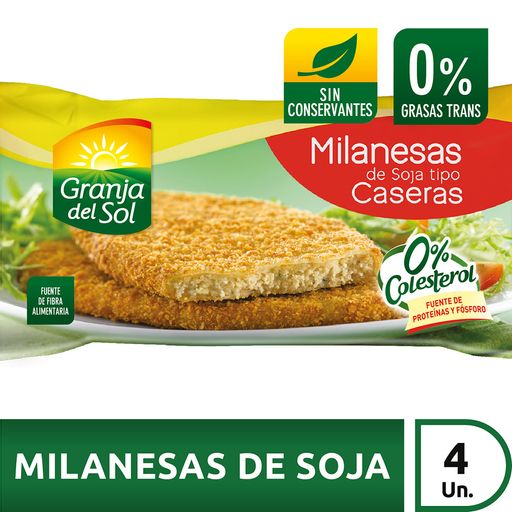 SIN
CONSERVANTES
0%
GRASAS TRANS
Granja
del Sol
Milanesas
de Soja tipo
Caseras
FUENTE
DE FIBRA
ALIMENTARIA
0%
Colesterol
FUENTE DE
PROTEÍNAS Y FÓSFORO
MILANESAS DE SOJA
4
Un.